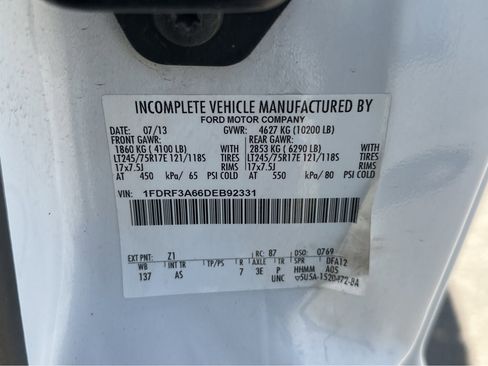 INCOMPLETE VEHICLE MANUFACTURED BY
FORD MOTOR COMPANY
DATE: 07/13 GVWR: 4627 KG (10200 LB)
FRONT GAWR: REAR GAWR:
1860 KG ( 4100 LB) 2853 KG ( 6290 LB)
LT245/75R17E 121/118S TIRES LT245/75R17E 121/118S TIRES
17x7.5J RIMS 17x7.5J RIMS
AT 450 kPa/ 65 PSI COLD AT 550 kPa/ 80 PSI COLD
VIN: 1FDRF3A66DEB92331
EXT PNT: Z1 RC: 87 DSO: 0769
WB INT TR TP/PS R AXLE TR SPR DFA12
137 AS 7 3E P HHMM A05
UNC 5U5A-1520472-BA